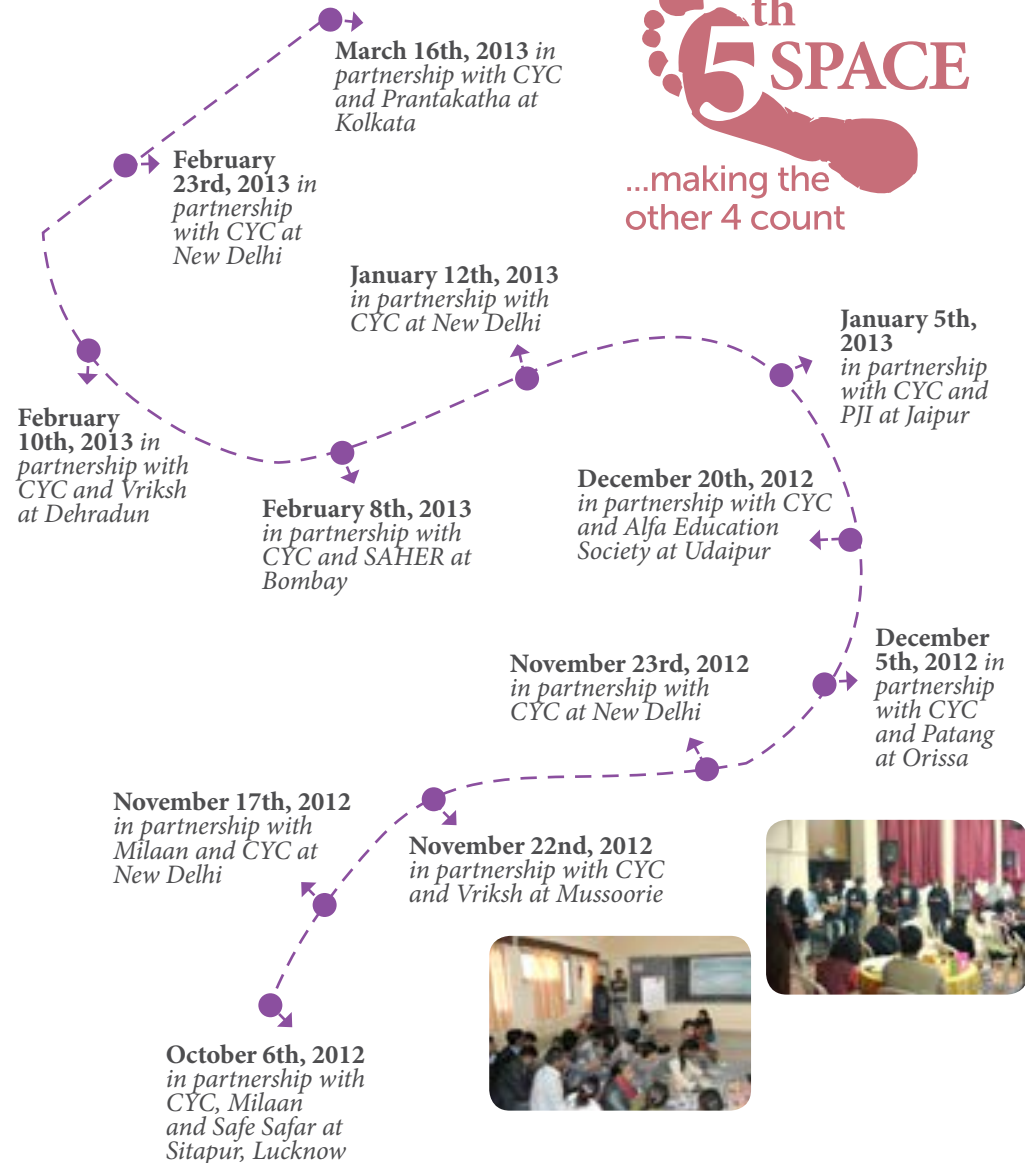 March 16th, 2013 in
partnership with CYC
and Prantakatha at
Kolkata
5th SPACE
...making the
other 4 count
February
23rd, 2013 in
partnership
with CYC at
New Delhi
January 12th, 2013
in partnership with
CYC at New Delhi
January 5th,
2013
in partnership
with CYC and
PJI at Jaipur
February
10th, 2013 in
partnership with
CYC and Vriksh
at Dehradun
February 8th, 2013
in partnership with
CYC and SAHER at
Bombay
December 20th, 2012
in partnership with CYC
and Alfa Education
Society at Udaipur
November 23rd, 2012
in partnership with
CYC at New Delhi
December
5th, 2012 in
partnership
with CYC
and Patang
at Orissa
November 17th, 2012
in partnership with
Milaan and CYC at
New Delhi
November 22nd, 2012
in partnership with CYC
and Vriksh at Mussoorie
October 6th, 2012
in partnership with
CYC, Milaan
and Safe Safar at
Sitapur, Lucknow